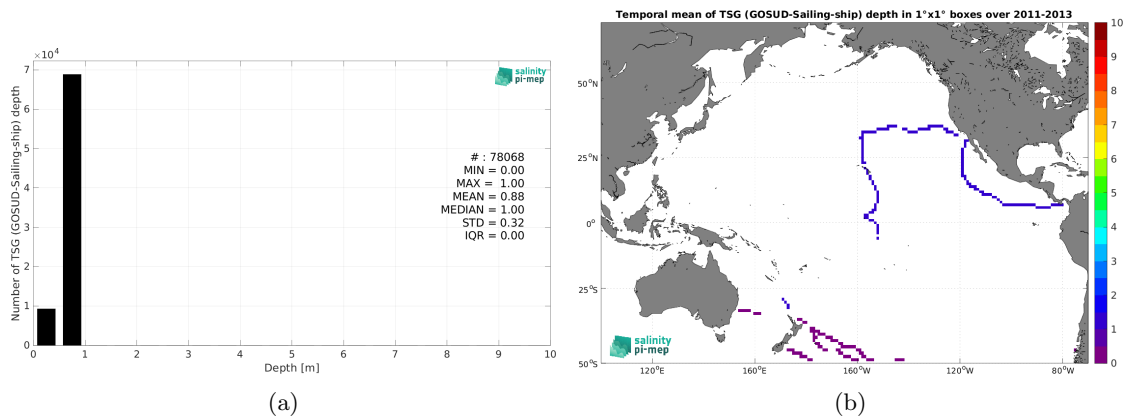 ×10⁴
7
6
5
4
3
2
1
0
Number of TSG (GOSUD-Sailing-ship) depth
salinity
pi-mep
# : 78068
MIN = 0.00
MAX = 1.00
MEAN = 0.88
MEDIAN = 1.00
STD = 0.32
IQR = 0.00
0 1 2 3 4 5 6 7 8 9 10
Depth [m]
(a)
Temporal mean of TSG (GOSUD-Sailing-ship) depth in 1°x1° boxes over 2011-2013
50°N
25°N
0°
25°S
50°S
salinity
pi-mep
120°E 160°E 160°W 120°W 80°W
10
9
8
7
6
5
4
3
2
1
0
(b)